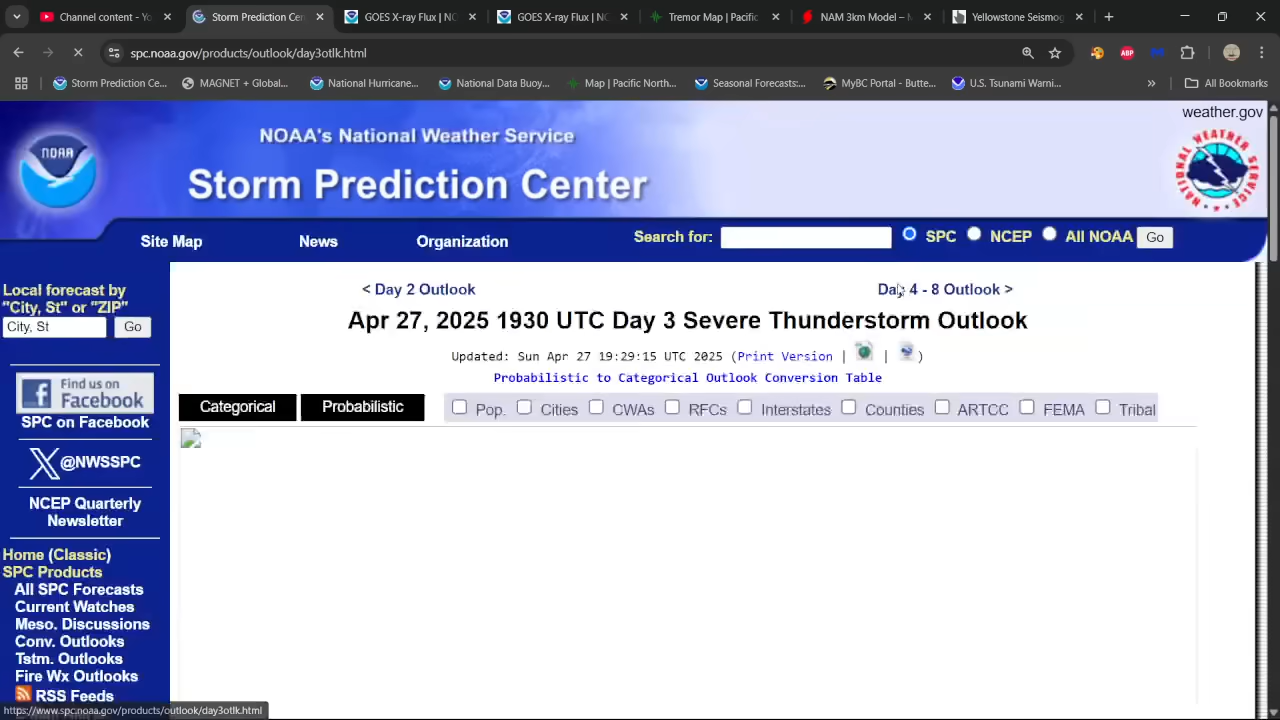 Content - Yo
Storm Prediction Cen
GOES X-ray Flux | NO
GOES X-ray Flux | NO
Tremor Map | Pacific
NAM 3km Model – M
Yellowstone Seismog
spc.noaa.gov/products/outlook/day3otlk.html
ABP
Storm Prediction Ce...
MAGNET + Global...
National Hurricane...
National Data Buoy...
Map | Pacific North...
Seasonal Forecasts:...
MyBC Portal - Butte...
U.S. Tsunami Warni...
All Bookmarks
weather.gov
NOAA's National Weather Service
NOAA
Storm Prediction Center
NATIONAL WEATHER SERVICE
Site Map News Organization Search for: SPC NCEP All NOAA Go
Local forecast by
"City, St" or "ZIP"
City, St Go
Find us on
Facebook
SPC on Facebook
@NWSSPC
NCEP Quarterly
Newsletter
Home (Classic)
SPC Products
All SPC Forecasts
Current Watches
Meso. Discussions
Conv. Outlooks
Tstm. Outlooks
Fire Wx Outlooks
RSS Feeds
< Day 2 Outlook Day 4 - 8 Outlook >
Apr 27, 2025 1930 UTC Day 3 Severe Thunderstorm Outlook
Updated: Sun Apr 27 19:29:15 UTC 2025 (Print Version | | )
Probabilistic to Categorical Outlook Conversion Table
Categorical Probabilistic Pop. Cities CWAs RFCs Interstates Counties ARTCC FEMA Tribal
https://www.spc.noaa.gov/products/outlook/day3otlk.html